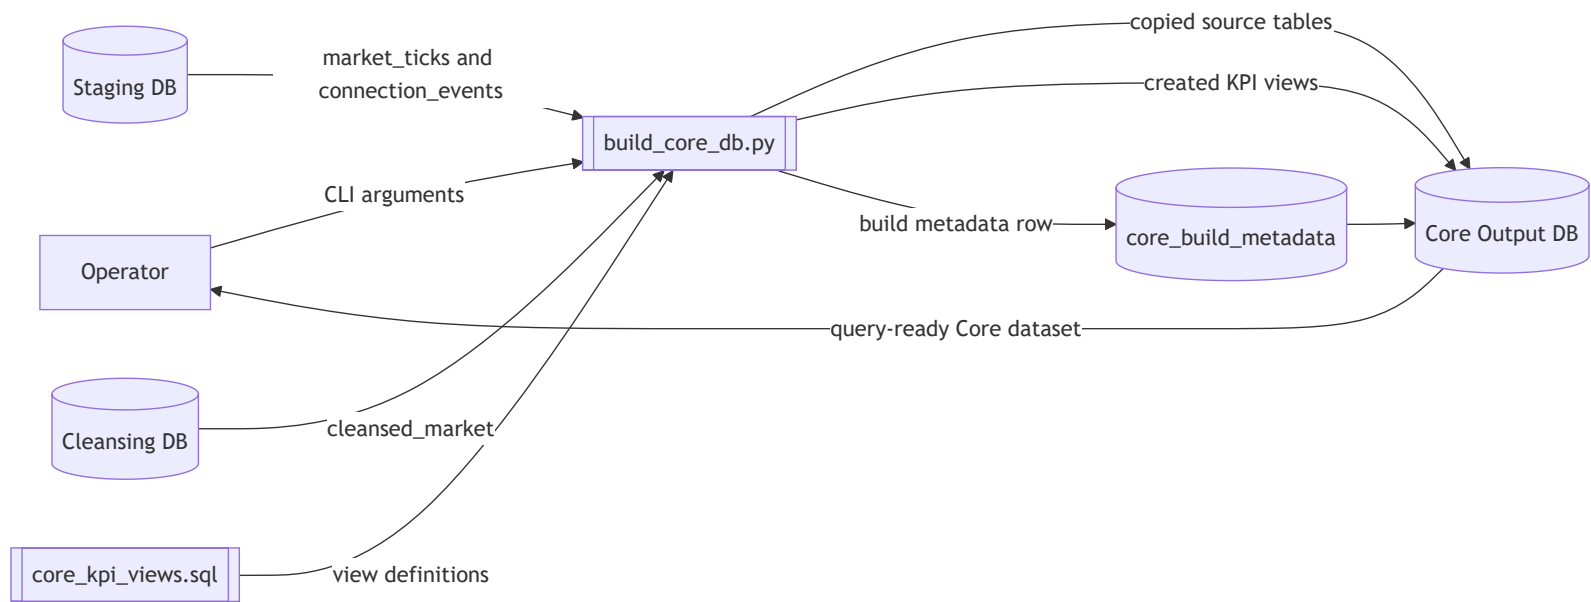 copied source tables
market_ticks and
connection_events
Staging DB
created KPI views
build_core_db.py
CLI arguments
build metadata row
core_build_metadata
Core Output DB
Operator
query-ready Core dataset
cleansed_market
Cleansing DB
core_kpi_views.sql
view definitions